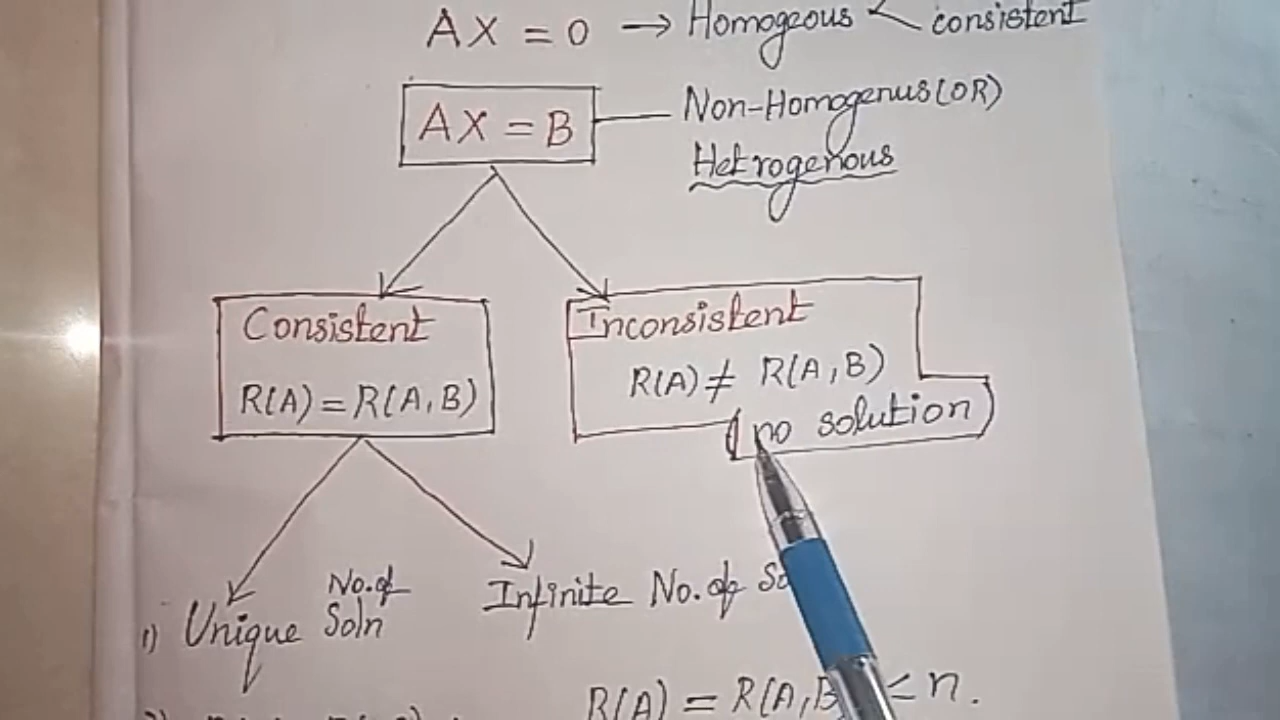 AX = 0 → Homogeous < consistent
AX = B — Non-Homogenus (OR)
Hetrogenous
Consistent
R(A) = R(A, B)
Inconsistent
R(A) ≠ R(A, B)
(no solution)
1) Unique No. of Soln
Infinite No. of
R(A) = R(A, B < n.